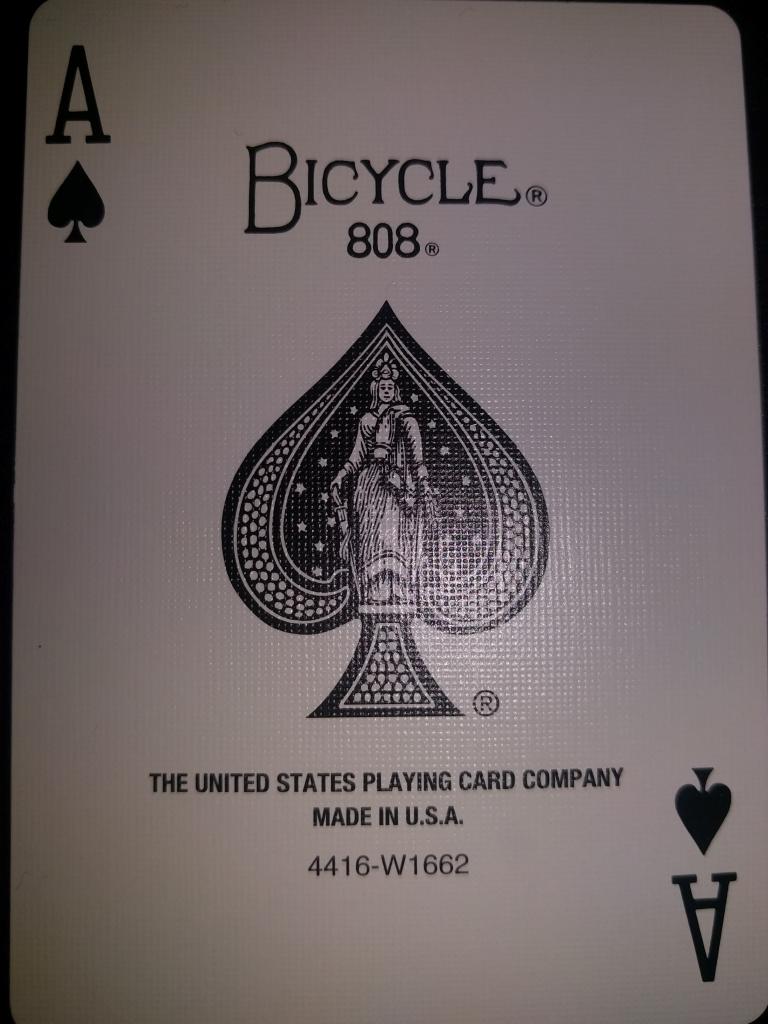 A
BICYCLE®
808®
®
THE UNITED STATES PLAYING CARD COMPANY
MADE IN U.S.A.
4416-W1662
A